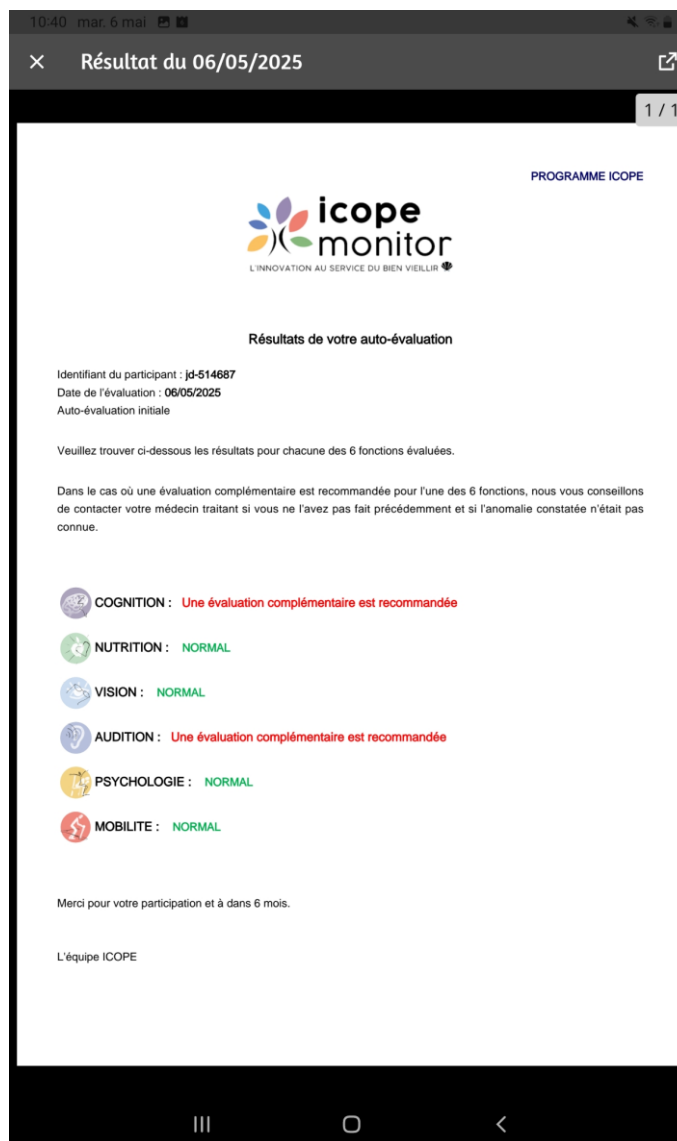 10:40 mar. 6 mai
Résultat du 06/05/2025
1 / 1
PROGRAMME ICOPE
icope
monitor
L'INNOVATION AU SERVICE DU BIEN VIEILLIR
Résultats de votre auto-évaluation
Identifiant du participant : jd-514687
Date de l'évaluation : 06/05/2025
Auto-évaluation initiale
Veuillez trouver ci-dessous les résultats pour chacune des 6 fonctions évaluées.
Dans le cas où une évaluation complémentaire est recommandée pour l'une des 6 fonctions, nous vous conseillons
de contacter votre médecin traitant si vous ne l'avez pas fait précédemment et si l'anomalie constatée n'était pas
connue.
COGNITION : Une évaluation complémentaire est recommandée
NUTRITION : NORMAL
VISION : NORMAL
AUDITION : Une évaluation complémentaire est recommandée
PSYCHOLOGIE : NORMAL
MOBILITE : NORMAL
Merci pour votre participation et à dans 6 mois.
L'équipe ICOPE